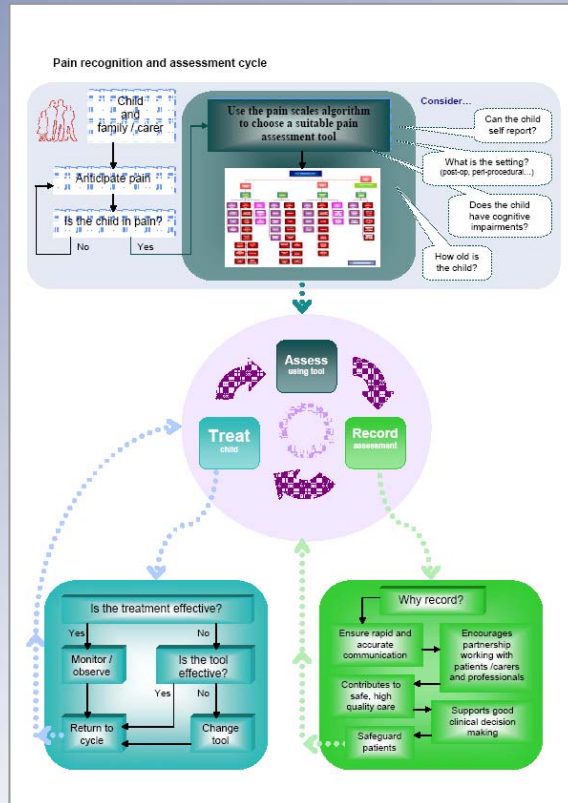 Pain recognition and assessment cycle
Child
and
family / carer
Anticipate pain
Is the child in pain?
No
Yes
Use the pain scales algorithm
to choose a suitable pain
assessment tool
Consider...
Can the child
self report?
What is the setting?
(post-op, peri-procedural...)
Does the child
have cognitive
impairments?
How old is
the child?
Assess
using tool
Treat
child
Record
assessment
Is the treatment effective?
Yes
No
Monitor /
observe
Is the tool
effective?
Yes
No
Return to
cycle
Change
tool
Why record?
Ensure rapid and
accurate
communication
Encourages
partnership
working with
patients /carers
and professionals
Contributes to
safe, high
quality care
Supports good
clinical decision
making
Safeguard
patients